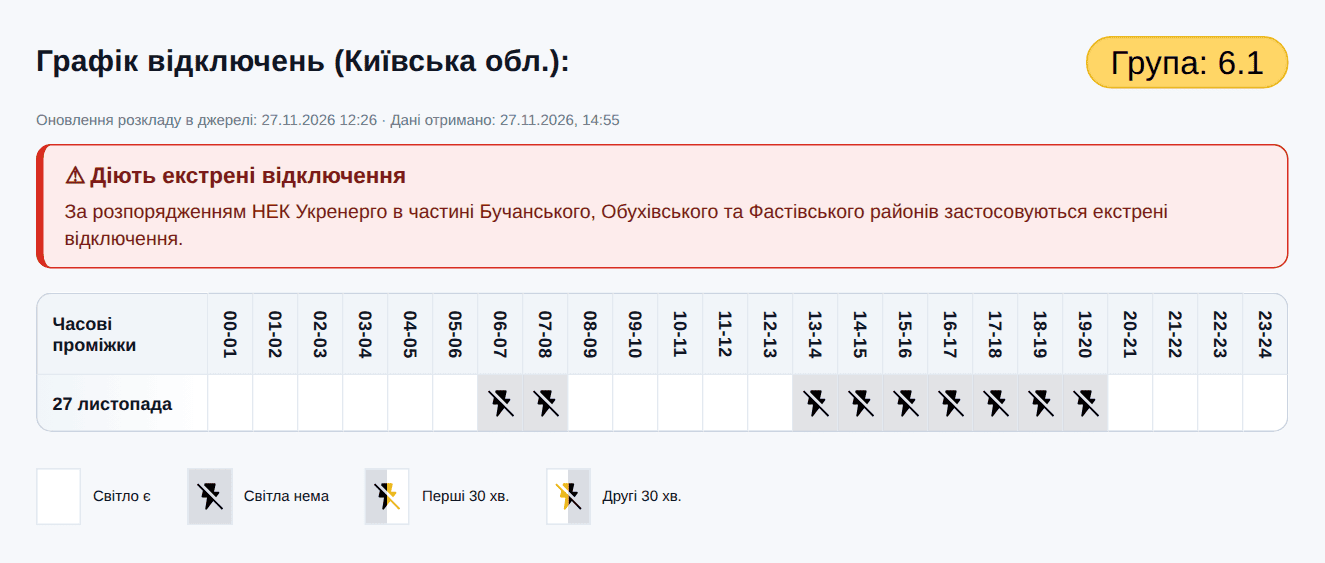 Графік відключень (Київська обл.):
Група: 6.1
Оновлення розкладу в джерелі: 27.11.2026 12:26 · Дані отримано: 27.11.2026, 14:55
⚠ Діють екстрені відключення
За розпорядженням НЕК Укренерго в частині Бучанського, Обухівського та Фастівського районів застосовуються екстрені
відключення.
Часові
проміжки
00-01
01-02
02-03
03-04
04-05
05-06
06-07
07-08
08-09
09-10
10-11
11-12
12-13
13-14
14-15
15-16
16-17
17-18
18-19
19-20
20-21
21-22
22-23
23-24
27 листопада
Світло є
Світла нема
Перші 30 хв.
Другі 30 хв.